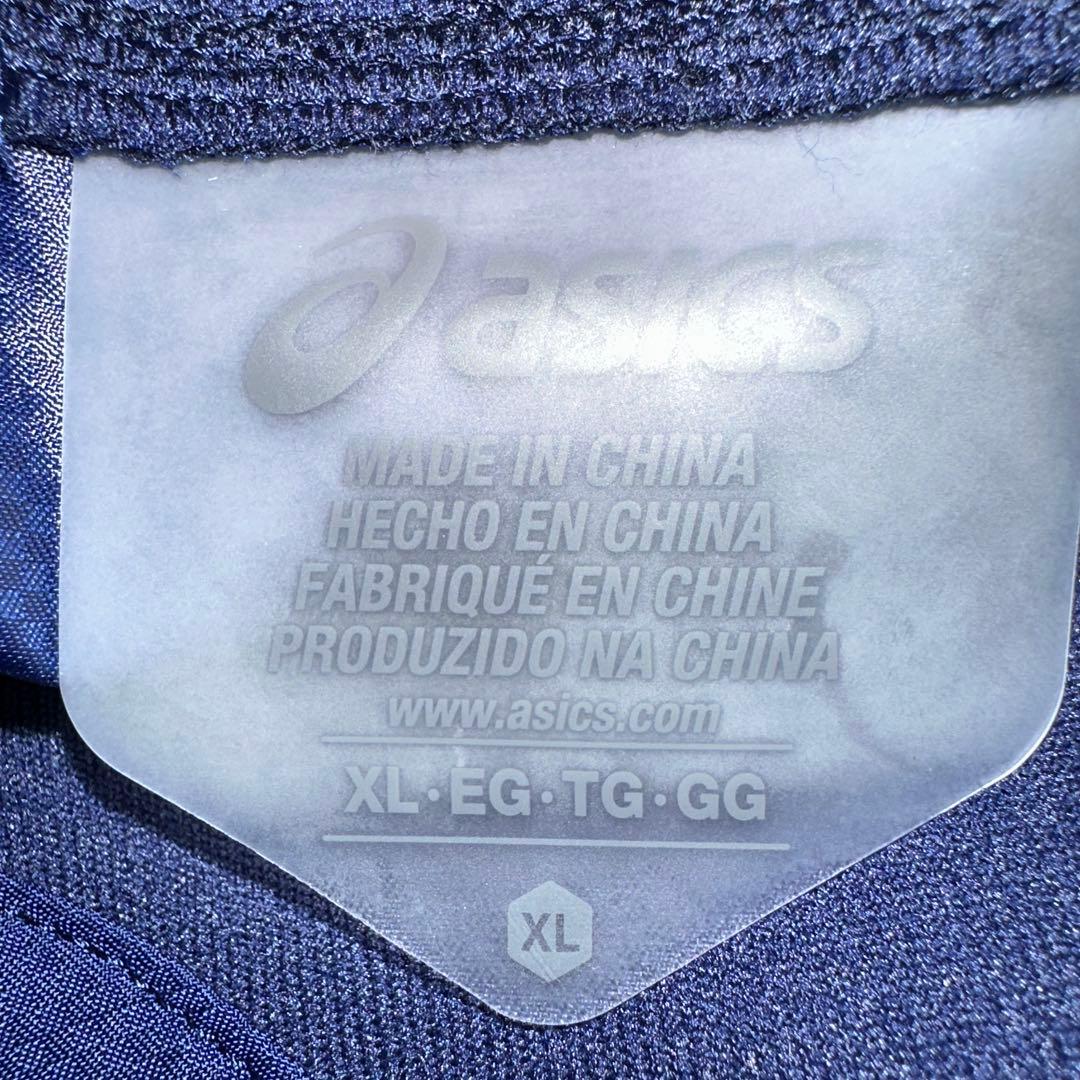 asics
MADE IN CHINA
HECHO EN CHINA
FABRIQUÉ EN CHINE
PRODUZIDO NA CHINA
www.asics.com
XL·EG·TG·GG
XL